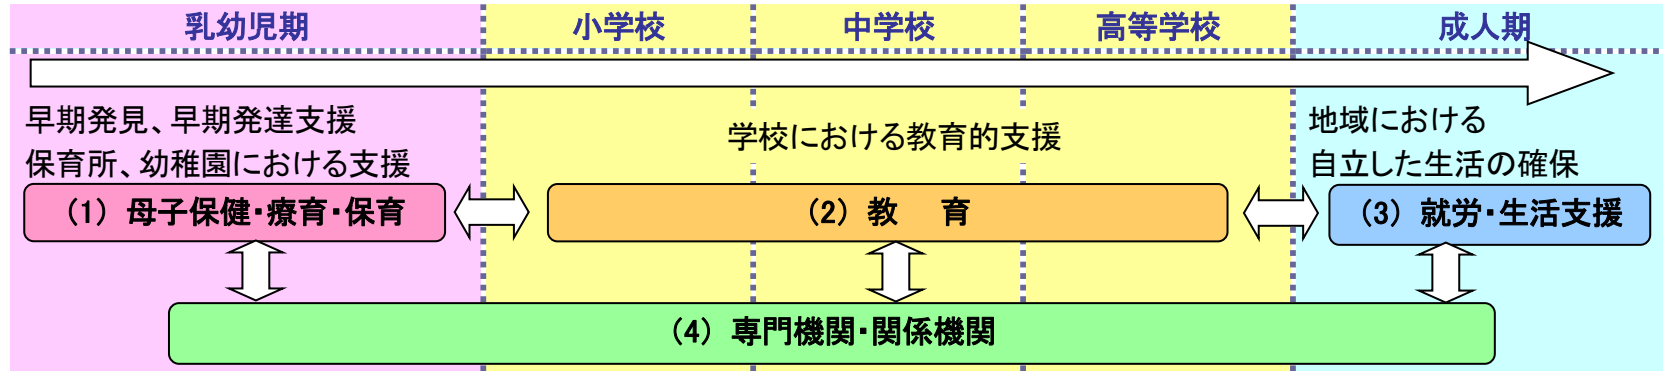 乳幼児期
小学校
中学校
高等学校
成人期
早期発見、早期発達支援
保育所、幼稚園における支援
学校における教育的支援
地域における
自立した生活の確保
(1) 母子保健・療育・保育
(2) 教　育
(3) 就労・生活支援
(4) 専門機関・関係機関